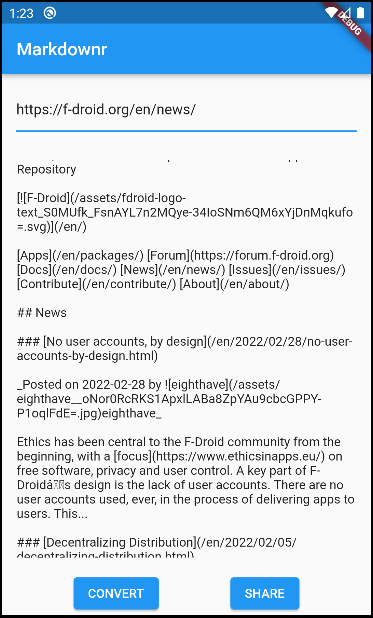 1:23
DEBUG
Markdownr
https://f-droid.org/en/news/
Repository
[![F-Droid](/assets/fdroid-logo-
text_S0MUfk_FsnAYL7n2MQye-34IoSNm6QM6xYjDnMqkufo
=.svg)](/en/)
[Apps](/en/packages/) [Forum](https://forum.f-droid.org)
[Docs](/en/docs/) [News](/en/news/) [Issues](/en/issues/)
[Contribute](/en/contribute/) [About](/en/about/)
## News
### [No user accounts, by design](/en/2022/02/28/no-user-
accounts-by-design.html)
_Posted on 2022-02-28 by ![eighthave](/assets/
eighthave__oNor0RcRKS1ApxlLABa8ZpYAu9cbcGPPY-
P1oqlFdE=.jpg)eighthave_
Ethics has been central to the F-Droid community from the
beginning, with a [focus](https://www.ethicsinapps.eu/) on
free software, privacy and user control. A key part of F-
Droidâs design is the lack of user accounts. There are no
user accounts used, ever, in the process of delivering apps to
users. This...
### [Decentralizing Distribution](/en/2022/02/05/
decentralizing-distribution.html)
CONVERT
SHARE